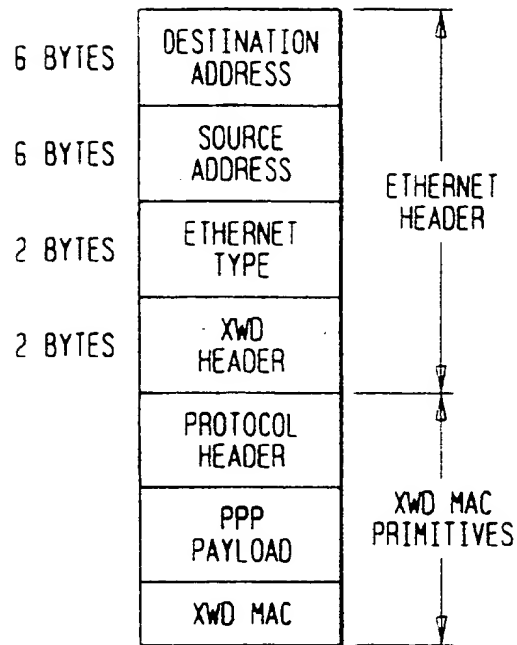 6 BYTES
DESTINATION
ADDRESS
6 BYTES
SOURCE
ADDRESS
2 BYTES
ETHERNET
TYPE
2 BYTES
XWD
HEADER
ETHERNET
HEADER
PROTOCOL
HEADER
PPP
PAYLOAD
XWD MAC
XWD MAC
PRIMITIVES